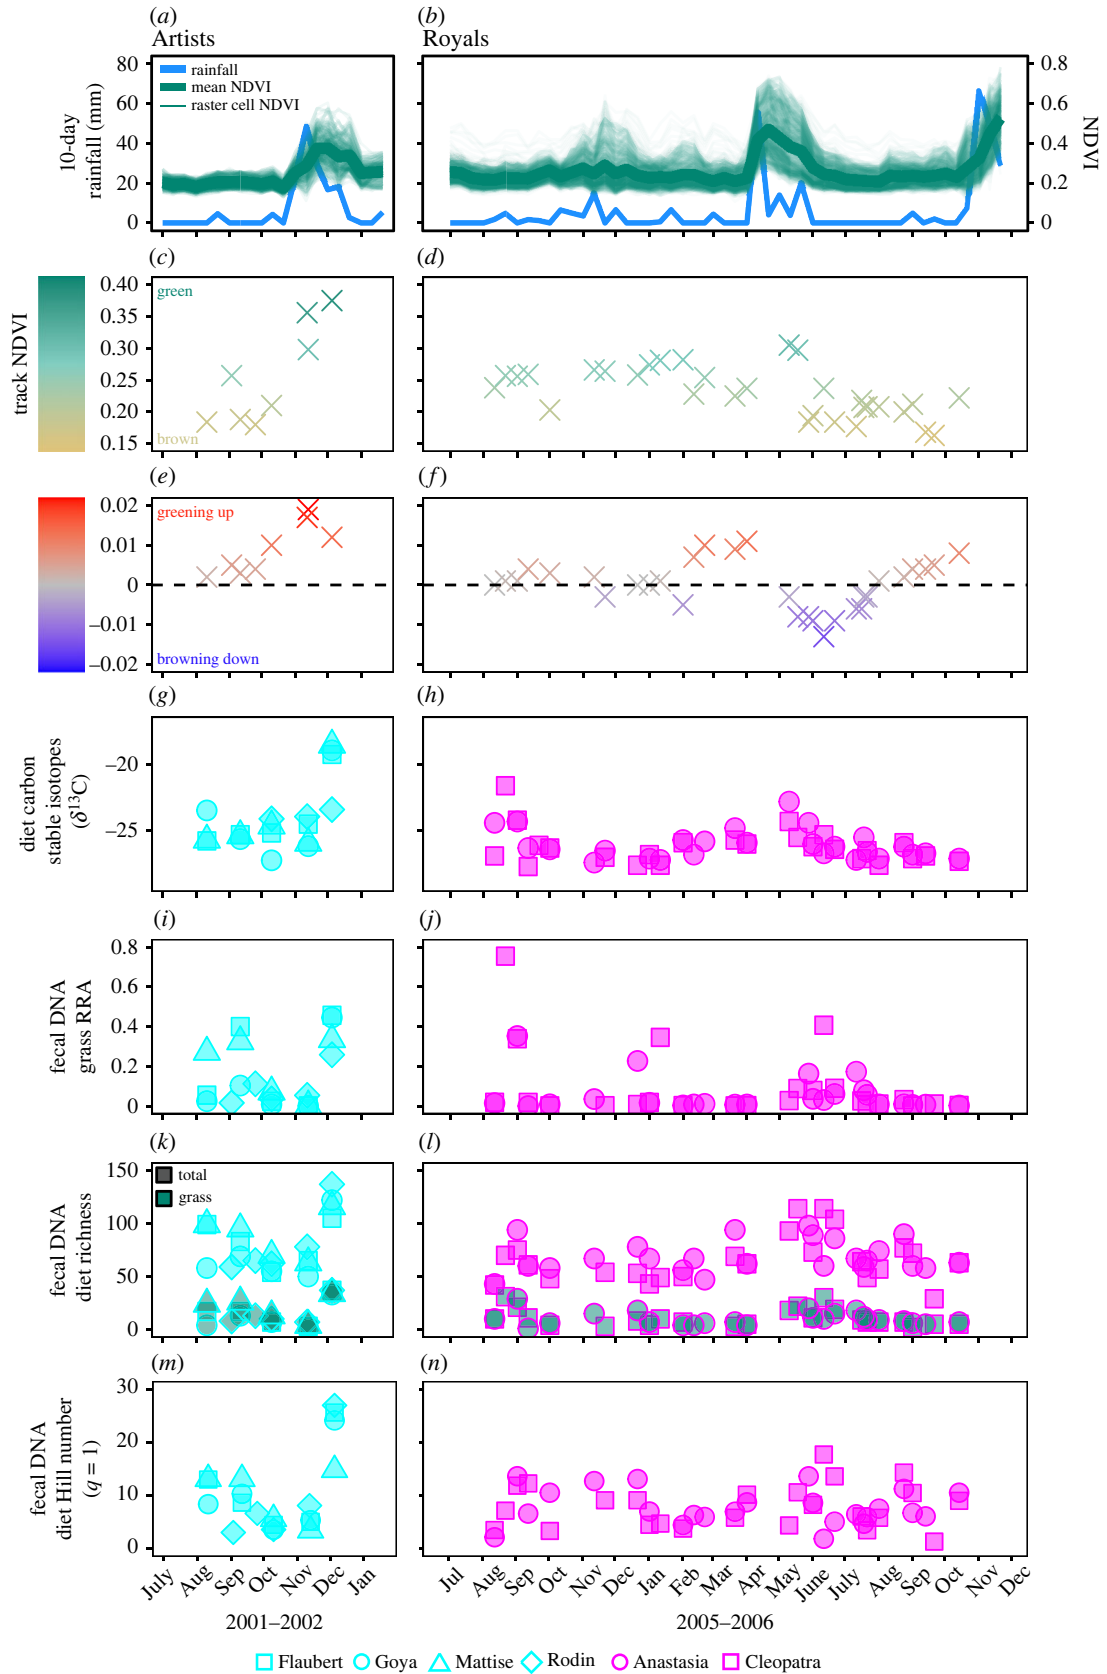 (a)
(b)
Artists
Royals
80
60
40
20
0
10-day
rainfall (mm)
rainfall
mean NDVI
raster cell NDVI
0.8
0.6
0.4
0.2
0
NDVI
(c)
(d)
track NDVI
0.40
0.35
0.30
0.25
0.20
0.15
green
brown
(e)
(f)
0.02
0.01
0
–0.01
–0.02
greening up
browning down
(g)
(h)
diet carbon
stable isotopes
(δ13C)
–20
–25
(i)
(j)
fecal DNA
grass RRA
0.8
0.6
0.4
0.2
0
(k)
(l)
fecal DNA
diet richness
150
100
50
0
total
grass
(m)
(n)
fecal DNA
diet Hill number
(q = 1)
30
20
10
0
July Aug Sep Oct Nov Dec Jan
Jul Aug Sep Oct Nov Dec Jan Feb Mar Apr May June July Aug Sep Oct Nov Dec
2001–2002
2005–2006
Flaubert Goya Mattise Rodin Anastasia Cleopatra